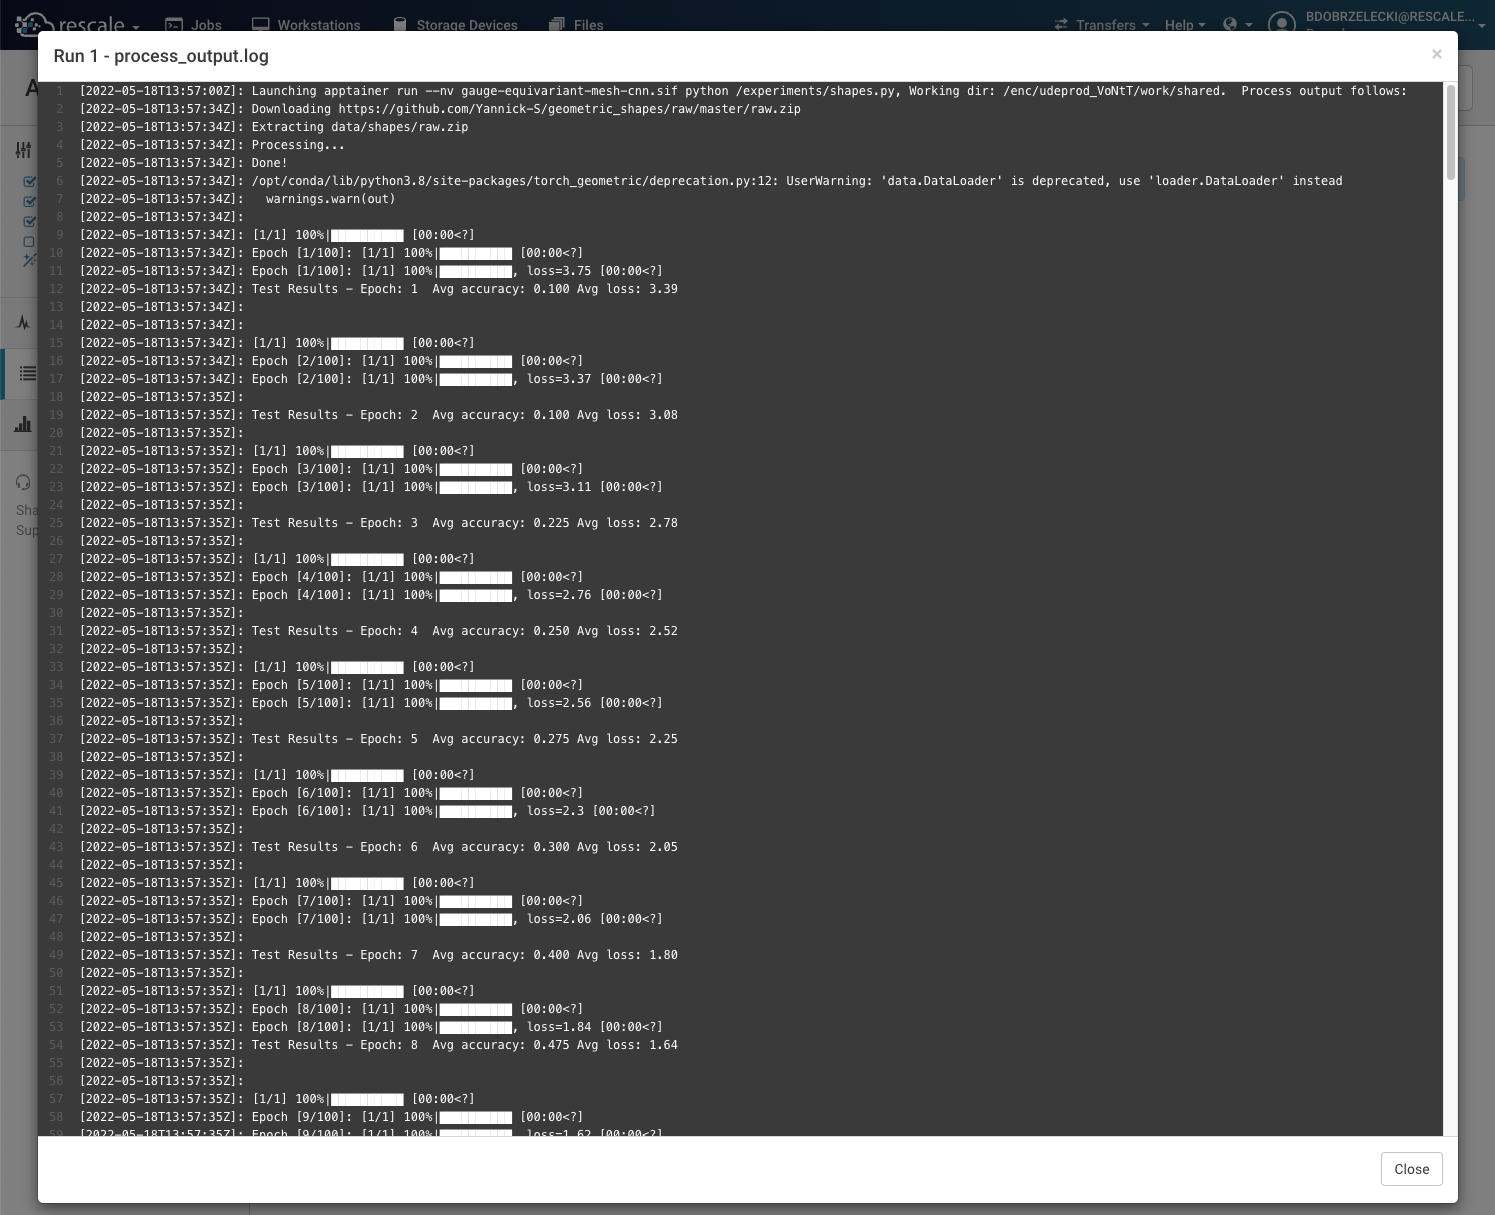 rescale Jobs Workstations Storage Devices Files Transfers Help BDOBRZELECKI@RESCALE...
Run 1 - process_output.log ×
1 [2022-05-18T13:57:00Z]: Launching apptainer run --nv gauge-equivariant-mesh-cnn.sif python /experiments/shapes.py, Working dir: /enc/udeprod_VoNtT/work/shared.  Process output follows:
2 [2022-05-18T13:57:34Z]: Downloading https://github.com/Yannick-S/geometric_shapes/raw/master/raw.zip
3 [2022-05-18T13:57:34Z]: Extracting data/shapes/raw.zip
4 [2022-05-18T13:57:34Z]: Processing...
5 [2022-05-18T13:57:34Z]: Done!
6 [2022-05-18T13:57:34Z]: /opt/conda/lib/python3.8/site-packages/torch_geometric/deprecation.py:12: UserWarning: 'data.DataLoader' is deprecated, use 'loader.DataLoader' instead
7 [2022-05-18T13:57:34Z]:   warnings.warn(out)
8 [2022-05-18T13:57:34Z]:
9 [2022-05-18T13:57:34Z]: [1/1] 100%|██████████ [00:00<?]
10 [2022-05-18T13:57:34Z]: Epoch [1/100]: [1/1] 100%|██████████ [00:00<?]
11 [2022-05-18T13:57:34Z]: Epoch [1/100]: [1/1] 100%|██████████, loss=3.75 [00:00<?]
12 [2022-05-18T13:57:34Z]: Test Results - Epoch: 1  Avg accuracy: 0.100 Avg loss: 3.39
13 [2022-05-18T13:57:34Z]:
14 [2022-05-18T13:57:34Z]:
15 [2022-05-18T13:57:34Z]: [1/1] 100%|██████████ [00:00<?]
16 [2022-05-18T13:57:34Z]: Epoch [2/100]: [1/1] 100%|██████████ [00:00<?]
17 [2022-05-18T13:57:34Z]: Epoch [2/100]: [1/1] 100%|██████████, loss=3.37 [00:00<?]
18 [2022-05-18T13:57:35Z]:
19 [2022-05-18T13:57:35Z]: Test Results - Epoch: 2  Avg accuracy: 0.100 Avg loss: 3.08
20 [2022-05-18T13:57:35Z]:
21 [2022-05-18T13:57:35Z]: [1/1] 100%|██████████ [00:00<?]
22 [2022-05-18T13:57:35Z]: Epoch [3/100]: [1/1] 100%|██████████ [00:00<?]
23 [2022-05-18T13:57:35Z]: Epoch [3/100]: [1/1] 100%|██████████, loss=3.11 [00:00<?]
24 [2022-05-18T13:57:35Z]:
25 [2022-05-18T13:57:35Z]: Test Results - Epoch: 3  Avg accuracy: 0.225 Avg loss: 2.78
26 [2022-05-18T13:57:35Z]:
27 [2022-05-18T13:57:35Z]: [1/1] 100%|██████████ [00:00<?]
28 [2022-05-18T13:57:35Z]: Epoch [4/100]: [1/1] 100%|██████████ [00:00<?]
29 [2022-05-18T13:57:35Z]: Epoch [4/100]: [1/1] 100%|██████████, loss=2.76 [00:00<?]
30 [2022-05-18T13:57:35Z]:
31 [2022-05-18T13:57:35Z]: Test Results - Epoch: 4  Avg accuracy: 0.250 Avg loss: 2.52
32 [2022-05-18T13:57:35Z]:
33 [2022-05-18T13:57:35Z]: [1/1] 100%|██████████ [00:00<?]
34 [2022-05-18T13:57:35Z]: Epoch [5/100]: [1/1] 100%|██████████ [00:00<?]
35 [2022-05-18T13:57:35Z]: Epoch [5/100]: [1/1] 100%|██████████, loss=2.56 [00:00<?]
36 [2022-05-18T13:57:35Z]:
37 [2022-05-18T13:57:35Z]: Test Results - Epoch: 5  Avg accuracy: 0.275 Avg loss: 2.25
38 [2022-05-18T13:57:35Z]:
39 [2022-05-18T13:57:35Z]: [1/1] 100%|██████████ [00:00<?]
40 [2022-05-18T13:57:35Z]: Epoch [6/100]: [1/1] 100%|██████████ [00:00<?]
41 [2022-05-18T13:57:35Z]: Epoch [6/100]: [1/1] 100%|██████████, loss=2.3 [00:00<?]
42 [2022-05-18T13:57:35Z]:
43 [2022-05-18T13:57:35Z]: Test Results - Epoch: 6  Avg accuracy: 0.300 Avg loss: 2.05
44 [2022-05-18T13:57:35Z]:
45 [2022-05-18T13:57:35Z]: [1/1] 100%|██████████ [00:00<?]
46 [2022-05-18T13:57:35Z]: Epoch [7/100]: [1/1] 100%|██████████ [00:00<?]
47 [2022-05-18T13:57:35Z]: Epoch [7/100]: [1/1] 100%|██████████, loss=2.06 [00:00<?]
48 [2022-05-18T13:57:35Z]:
49 [2022-05-18T13:57:35Z]: Test Results - Epoch: 7  Avg accuracy: 0.400 Avg loss: 1.80
50 [2022-05-18T13:57:35Z]:
51 [2022-05-18T13:57:35Z]: [1/1] 100%|██████████ [00:00<?]
52 [2022-05-18T13:57:35Z]: Epoch [8/100]: [1/1] 100%|██████████ [00:00<?]
53 [2022-05-18T13:57:35Z]: Epoch [8/100]: [1/1] 100%|██████████, loss=1.84 [00:00<?]
54 [2022-05-18T13:57:35Z]: Test Results - Epoch: 8  Avg accuracy: 0.475 Avg loss: 1.64
55 [2022-05-18T13:57:35Z]:
56 [2022-05-18T13:57:35Z]:
57 [2022-05-18T13:57:35Z]: [1/1] 100%|██████████ [00:00<?]
58 [2022-05-18T13:57:35Z]: Epoch [9/100]: [1/1] 100%|██████████ [00:00<?]
59 [2022-05-18T13:57:35Z]: Epoch [9/100]: [1/1] 100%|██████████, loss=1.62 [00:00<?]
Sha
Sup
Close